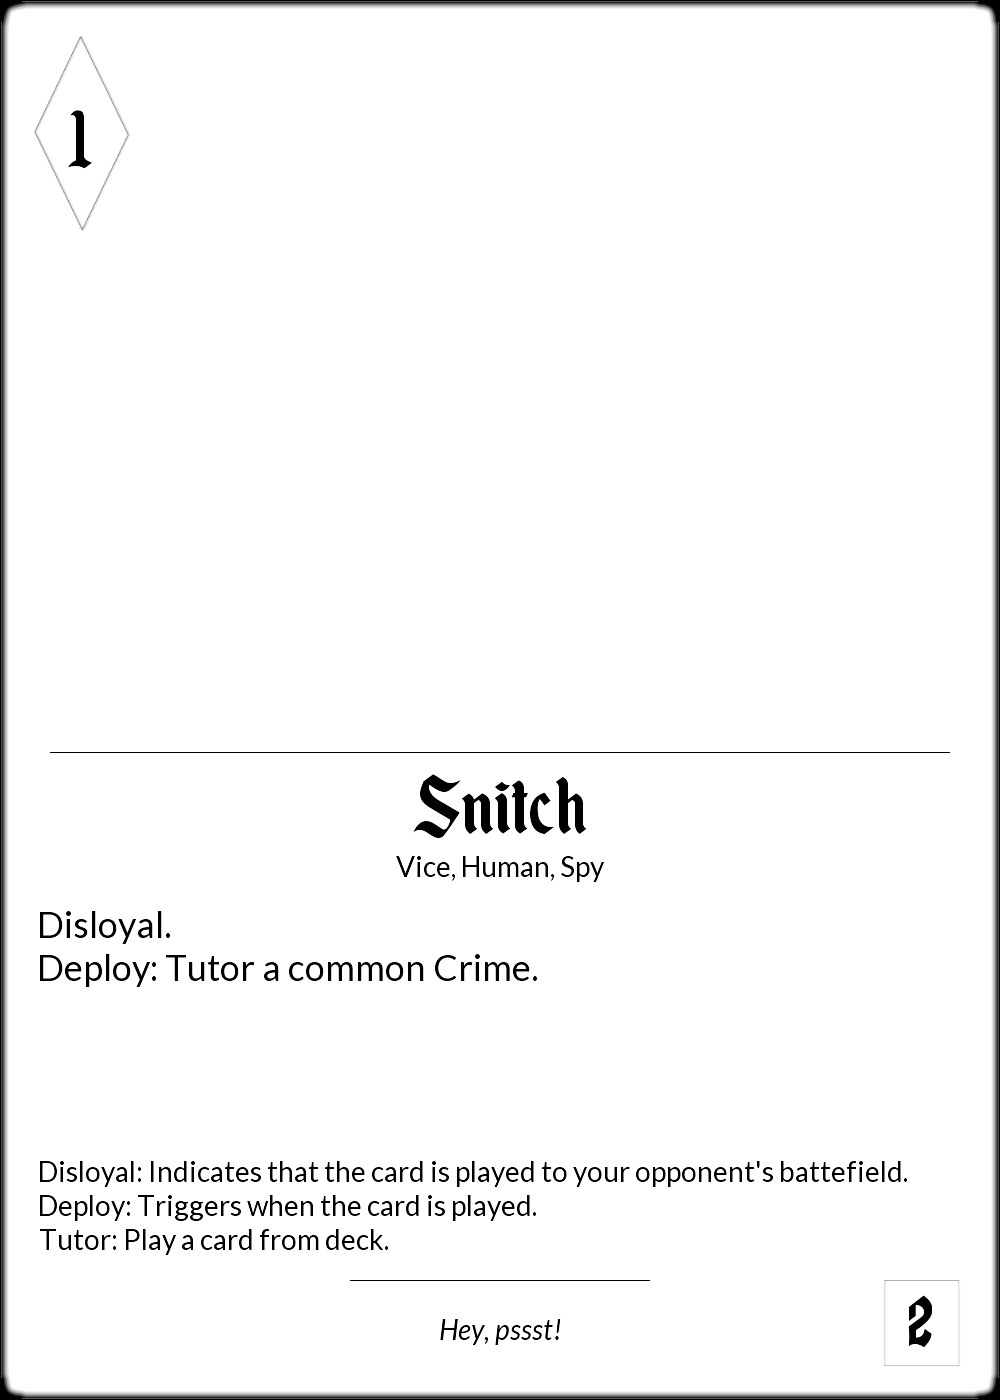 1
Snitch
Vice, Human, Spy
Disloyal.
Deploy: Tutor a common Crime.
Disloyal: Indicates that the card is played to your opponent's battefield.
Deploy: Triggers when the card is played.
Tutor: Play a card from deck.
Hey, pssst!
2